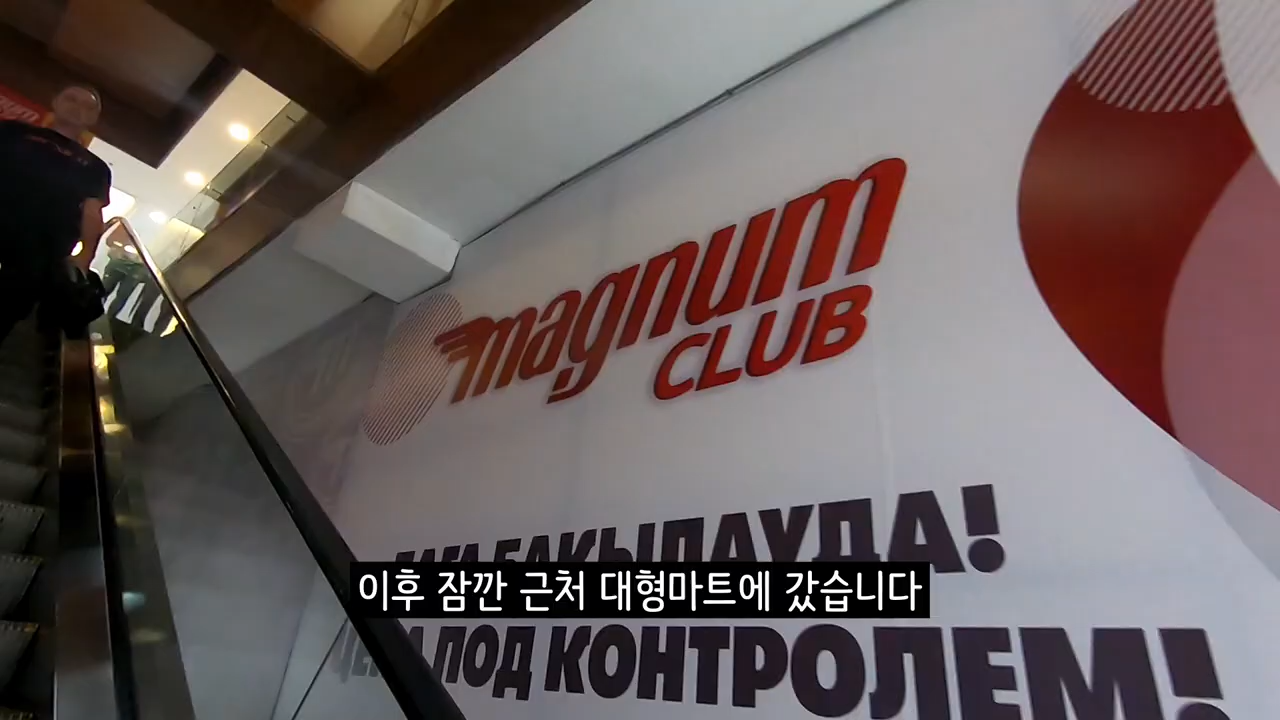 magnum
CLUB
БАҚЫЛАУДА!
이후 잠깐 근처 대형마트에 갔습니다
ПОД КОНТРОЛЕМ!